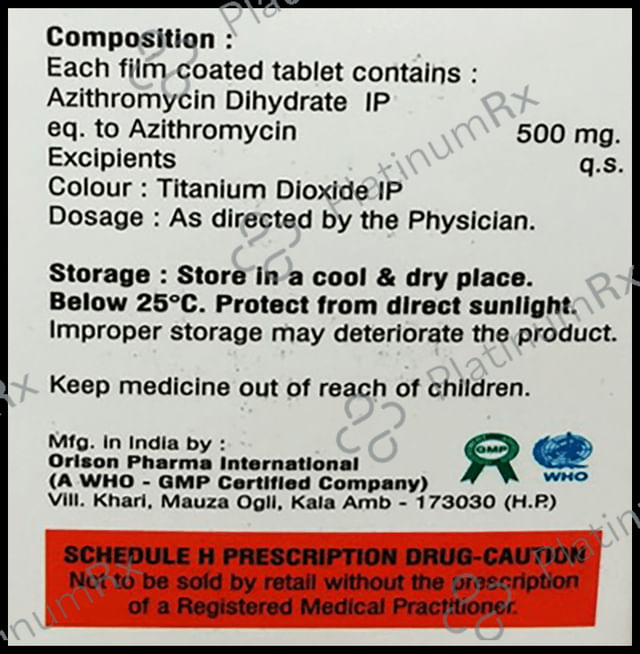 Composition :
Each film coated tablet contains :
Azithromycin Dihydrate IP
eq. to Azithromycin 500 mg.
Excipients q.s.
Colour : Titanium Dioxide IP
Dosage : As directed by the Physician.
Storage : Store in a cool & dry place.
Below 25°C. Protect from direct sunlight.
Improper storage may deteriorate the product.
Keep medicine out of reach of children.
Mfg. in India by :
Orison Pharma International
(A WHO - GMP Certified Company)
Vill. Khari, Mauza Ogli, Kala Amb - 173030 (H.P.)
GMP
WHO
SCHEDULE H PRESCRIPTION DRUG-CAUTION
Not to be sold by retail without the prescription
of a Registered Medical Practitioner.
PlatinumRx
PlatinumRx
PlatinumRx